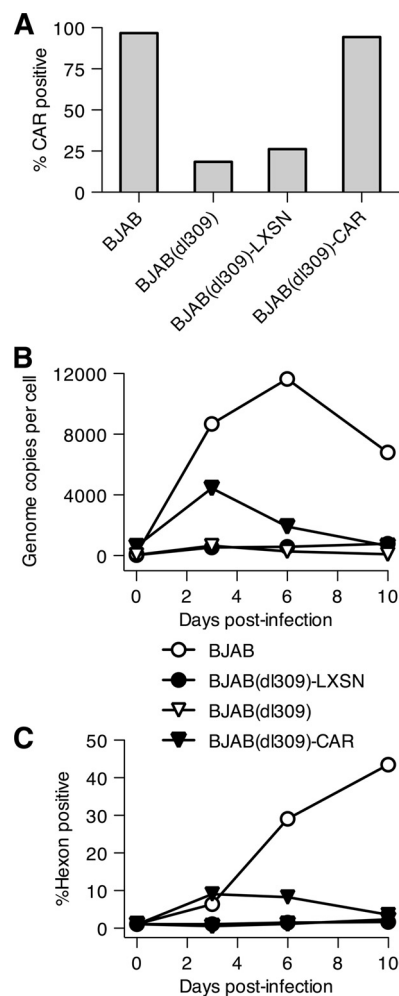 A
% CAR positive
100
75
50
25
0
BJAB
BJAB(dl309)
BJAB(dl309)-LXSN
BJAB(dl309)-CAR
B
Genome copies per cell
12000
8000
4000
0
0 2 4 6 8 10
Days post-infection
BJAB
BJAB(dl309)-LXSN
BJAB(dl309)
BJAB(dl309)-CAR
C
%Hexon positive
50
40
30
20
10
0
0 2 4 6 8 10
Days post-infection